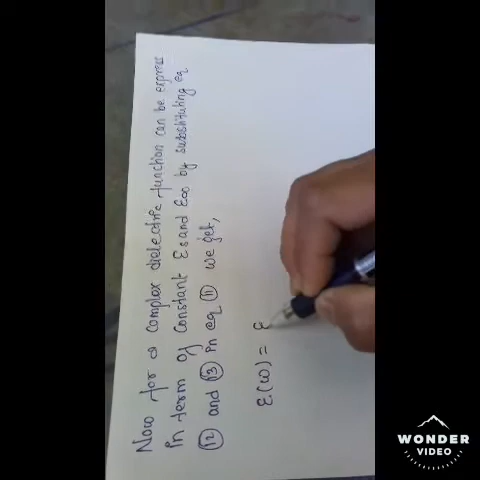 Now for a complex dielectric function can be express
in term of constant Es and E∞ by substituting eq
⑫ and ⑬ in eq ⑪ we get,
ε(ω) = ε
WONDER
VIDEO